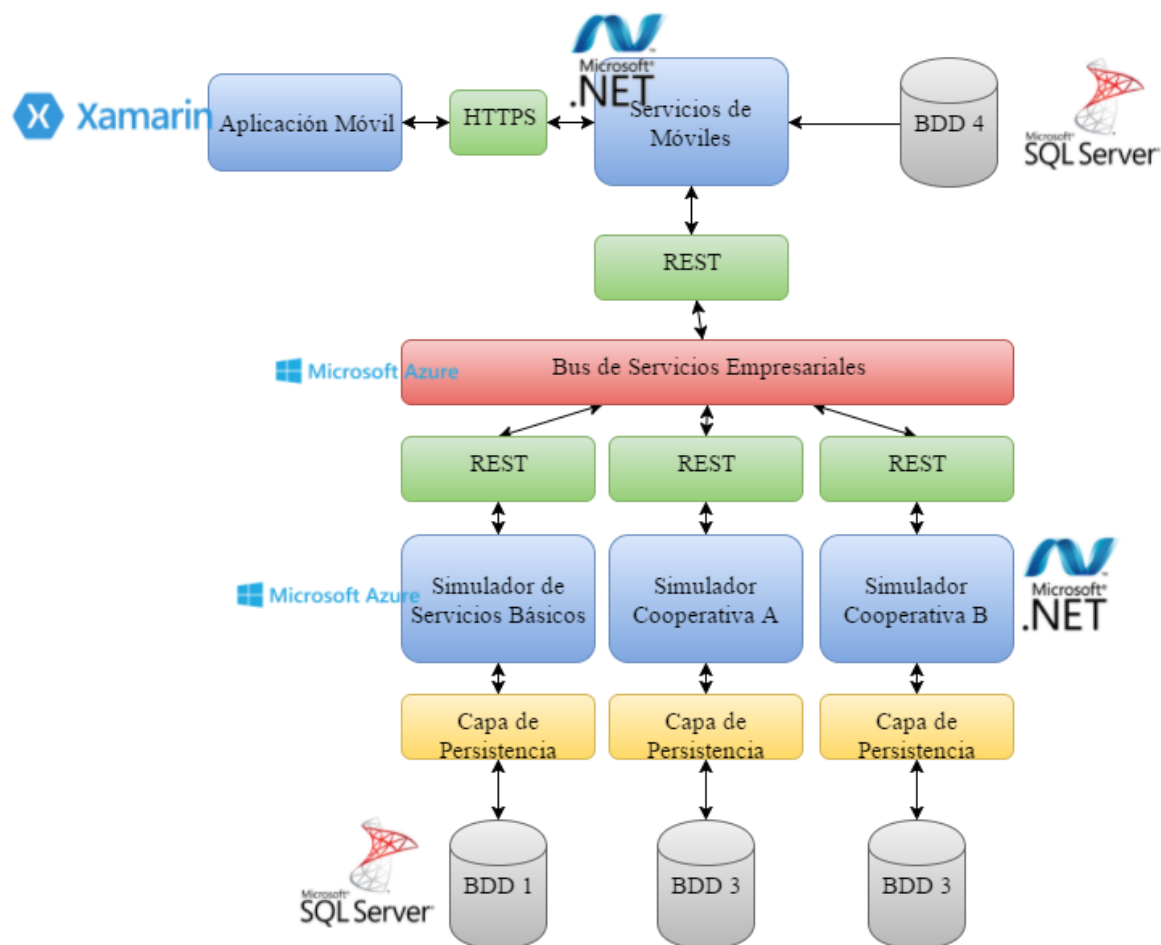 Xamarin
Aplicación Móvil
HTTPS
Microsoft®
.NET
Servicios de
Móviles
BDD 4
Microsoft®
SQL Server®
REST
Microsoft Azure
Bus de Servicios Empresariales
REST
REST
REST
Microsoft Azure
Simulador de
Servicios Básicos
Simulador
Cooperativa A
Simulador
Cooperativa B
Microsoft®
.NET
Capa de
Persistencia
Capa de
Persistencia
Capa de
Persistencia
Microsoft®
SQL Server®
BDD 1
BDD 3
BDD 3